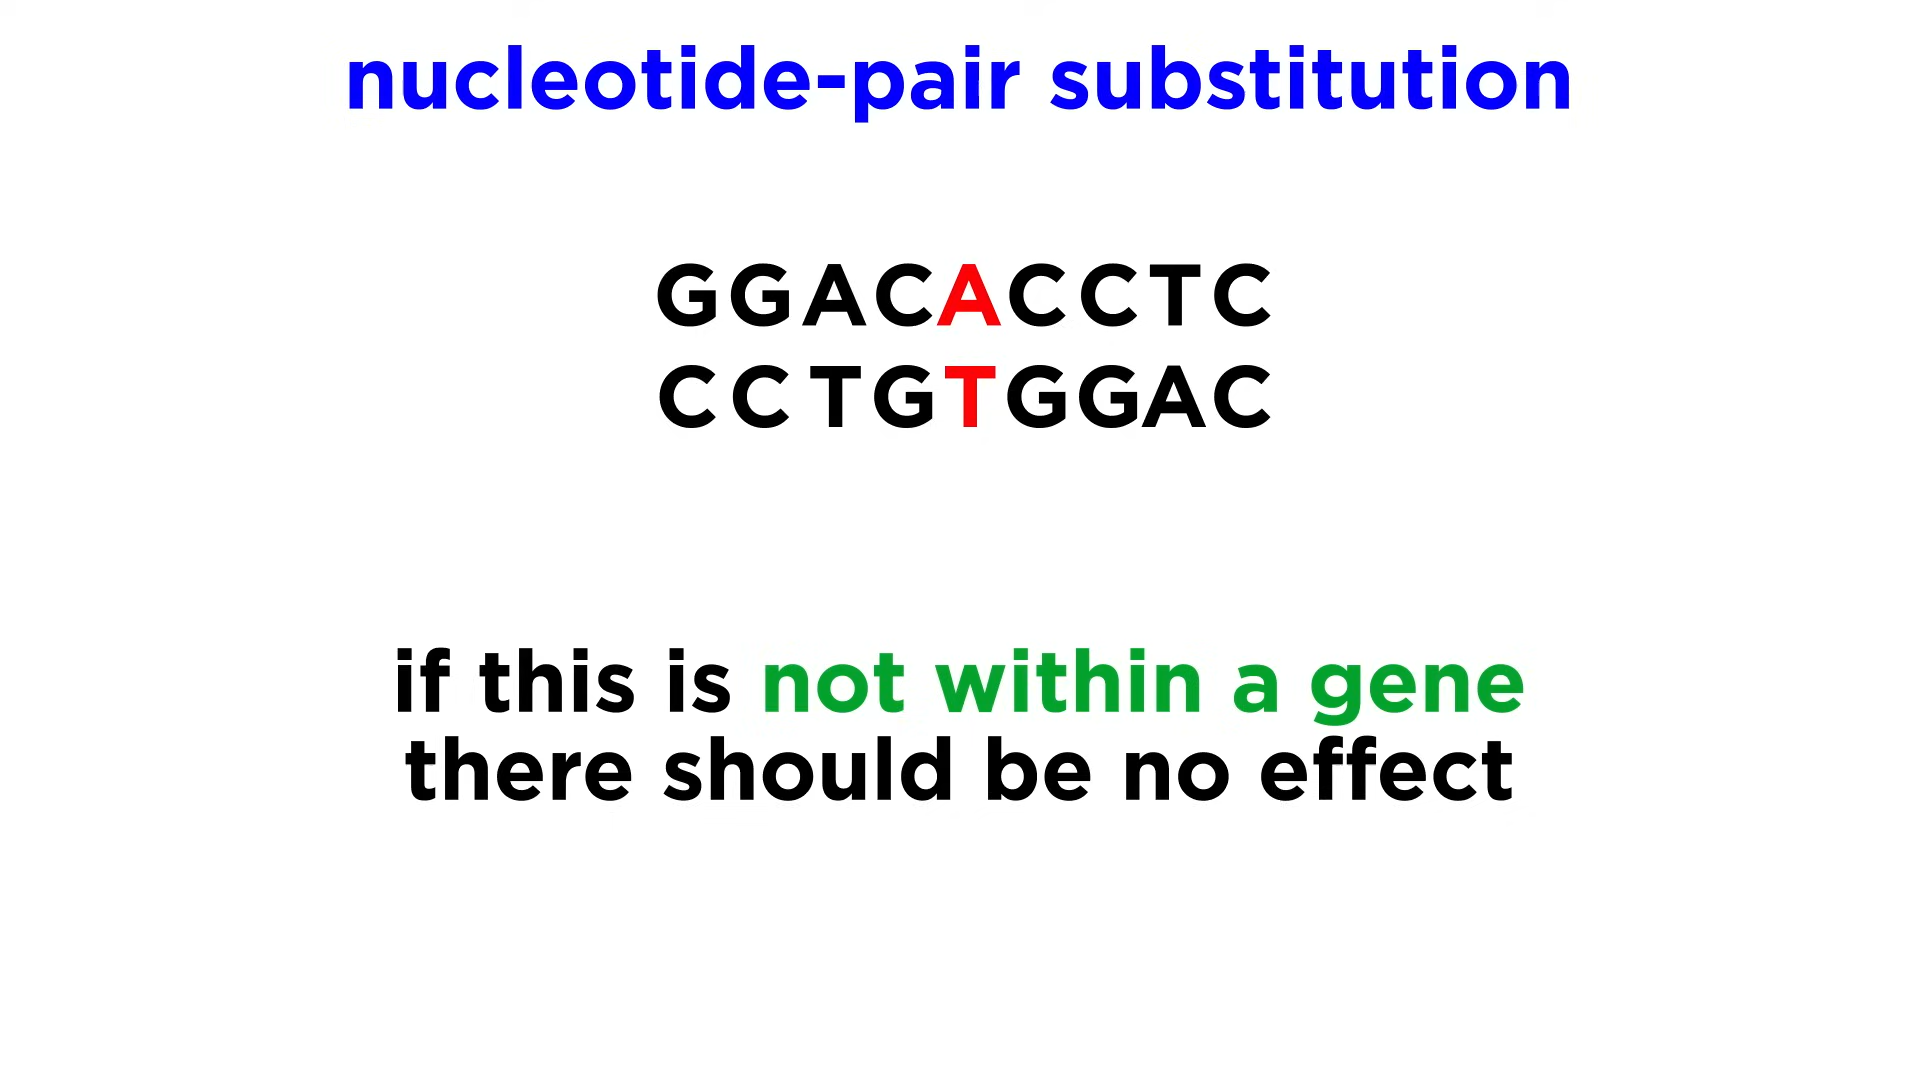 nucleotide-pair substitution
GGACACCTC
CCTGTGGAC
if this is not within a gene
there should be no effect